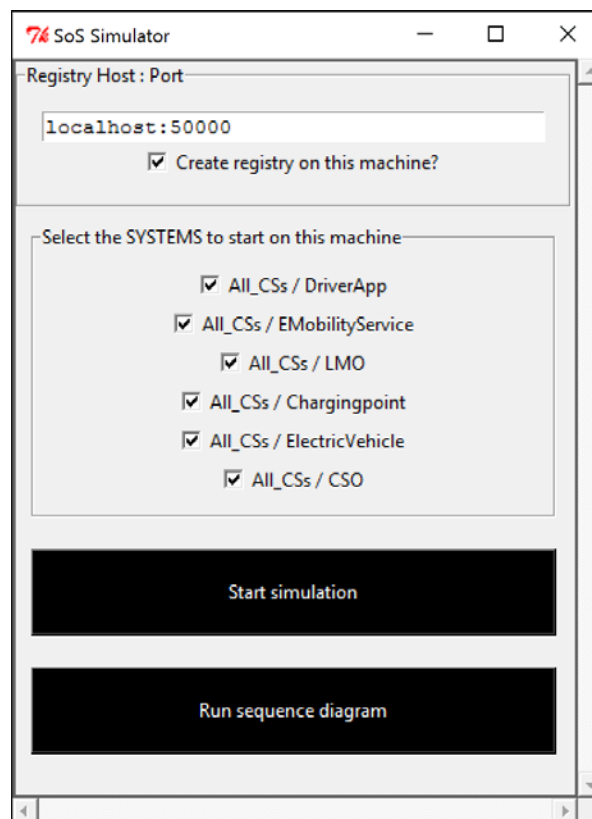 SoS Simulator
Registry Host : Port
localhost:50000
Create registry on this machine?
Select the SYSTEMS to start on this machine
All_CSs / DriverApp
All_CSs / EMobilityService
All_CSs / LMO
All_CSs / Chargingpoint
All_CSs / ElectricVehicle
All_CSs / CSO
Start simulation
Run sequence diagram